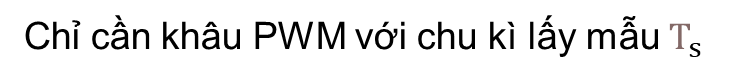 Chỉ cần khâu PWM với chu kì lấy mẫu Tₛ